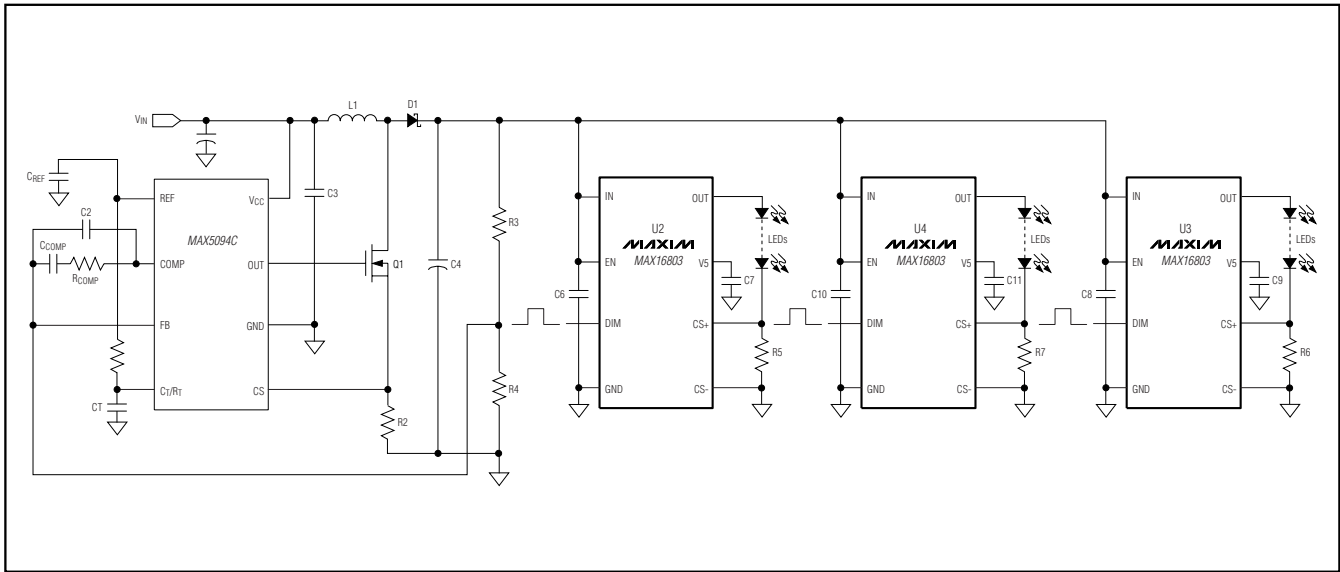 VIN
L1
D1
CREF
REF
VCC
C3
R3
C2
MAX5094C
CCOMP
RCOMP
COMP
OUT
Q1
C4
FB
GND
R4
CT/RT
CS
CT
R2
IN
OUT
U2
MAXIM
MAX16803
LEDs
EN
V5
C6
C7
DIM
CS+
R5
GND
CS-
IN
OUT
U4
MAXIM
MAX16803
LEDs
EN
V5
C10
C11
DIM
CS+
R7
GND
CS-
IN
OUT
U3
MAXIM
MAX16803
LEDs
EN
V5
C8
C9
DIM
CS+
R6
GND
CS-